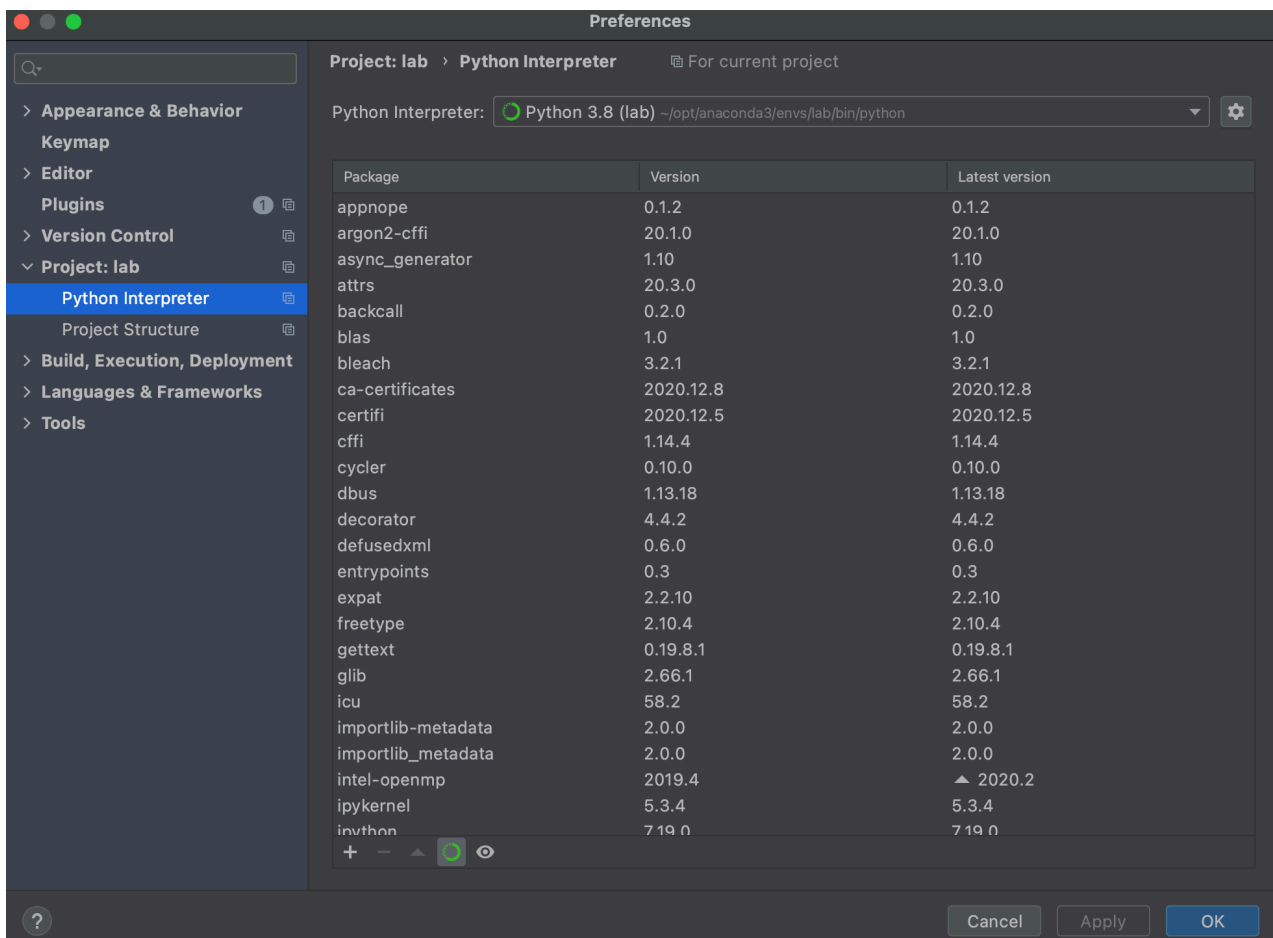 Preferences
Project: lab › Python Interpreter For current project
Appearance & Behavior
Keymap
Editor
Plugins 1
Version Control
Project: lab
Python Interpreter
Project Structure
Build, Execution, Deployment
Languages & Frameworks
Tools
Python Interpreter: Python 3.8 (lab) ~/opt/anaconda3/envs/lab/bin/python
Package Version Latest version
appnope 0.1.2 0.1.2
argon2-cffi 20.1.0 20.1.0
async_generator 1.10 1.10
attrs 20.3.0 20.3.0
backcall 0.2.0 0.2.0
blas 1.0 1.0
bleach 3.2.1 3.2.1
ca-certificates 2020.12.8 2020.12.8
certifi 2020.12.5 2020.12.5
cffi 1.14.4 1.14.4
cycler 0.10.0 0.10.0
dbus 1.13.18 1.13.18
decorator 4.4.2 4.4.2
defusedxml 0.6.0 0.6.0
entrypoints 0.3 0.3
expat 2.2.10 2.2.10
freetype 2.10.4 2.10.4
gettext 0.19.8.1 0.19.8.1
glib 2.66.1 2.66.1
icu 58.2 58.2
importlib-metadata 2.0.0 2.0.0
importlib_metadata 2.0.0 2.0.0
intel-openmp 2019.4 2020.2
ipykernel 5.3.4 5.3.4
ipython 7.19.0 7.19.0
? Cancel Apply OK